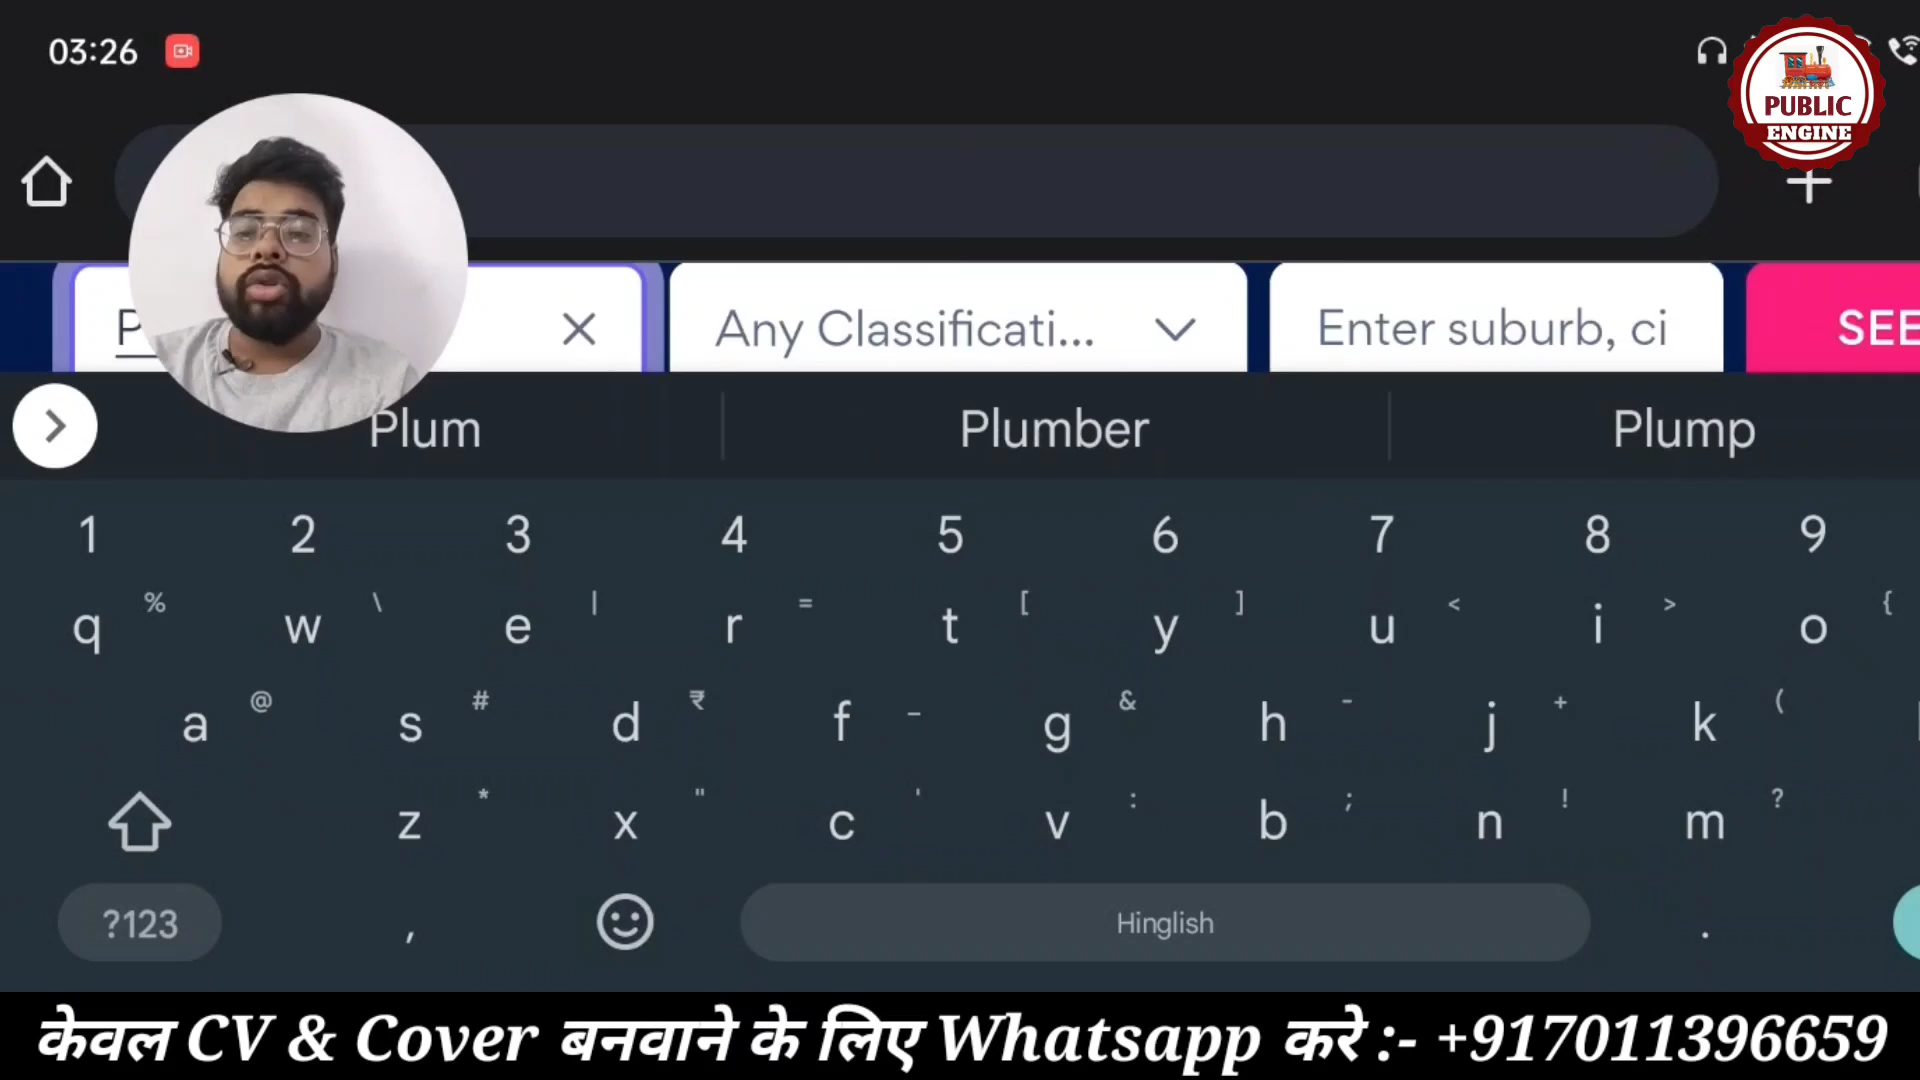 03:26
PUBLIC
ENGINE
P
Any Classificati...
Enter suburb, ci
SEE
Plum
Plumber
Plump
1 2 3 4 5 6 7 8 9
% \ | = [ ] < > {
q w e r t y u i o
@ # ₹ _ & - + (
a s d f g h j k
* " ' : ; ! ?
z x c v b n m
?123 , Hinglish .
केवल CV & Cover बनवाने के लिए Whatsapp करे :- +917011396659